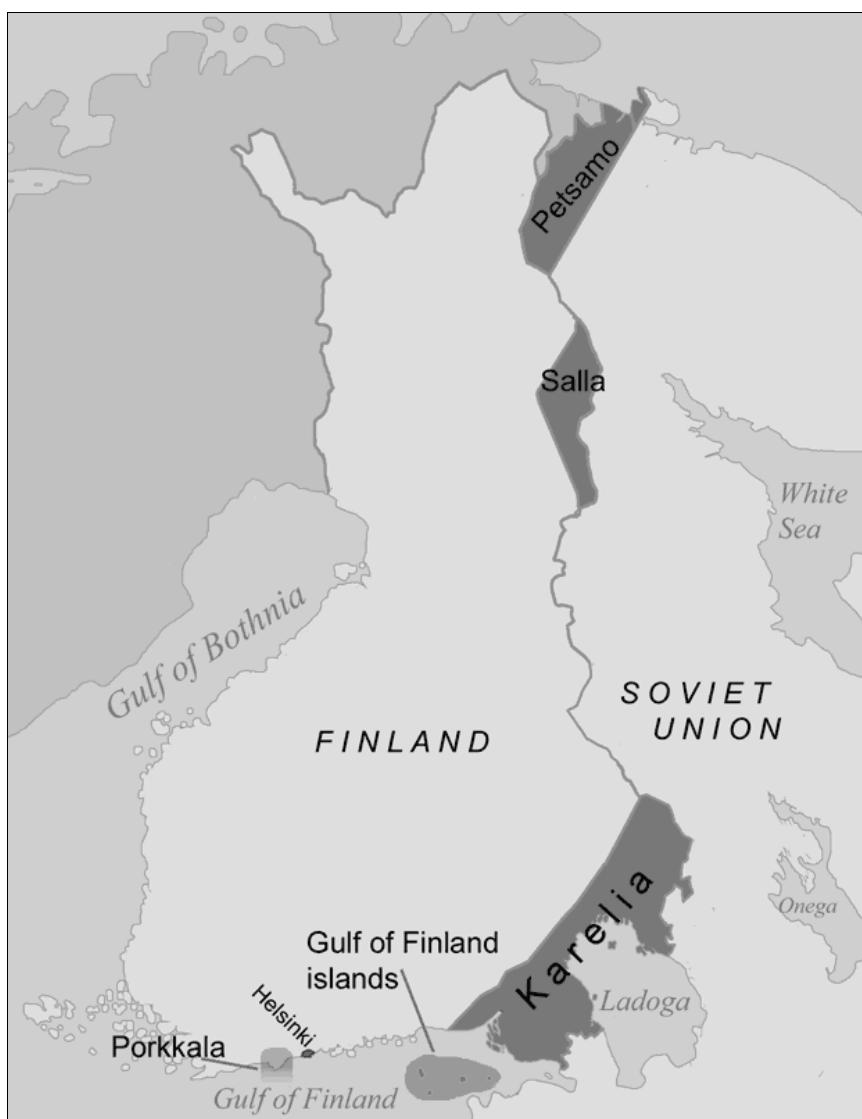 Petsamo
Salla
White
Sea
Gulf of Bothnia
SOVIET
UNION
FINLAND
Karelia
Onega
Gulf of Finland
islands
Ladoga
Helsinki
Porkkala
Gulf of Finland